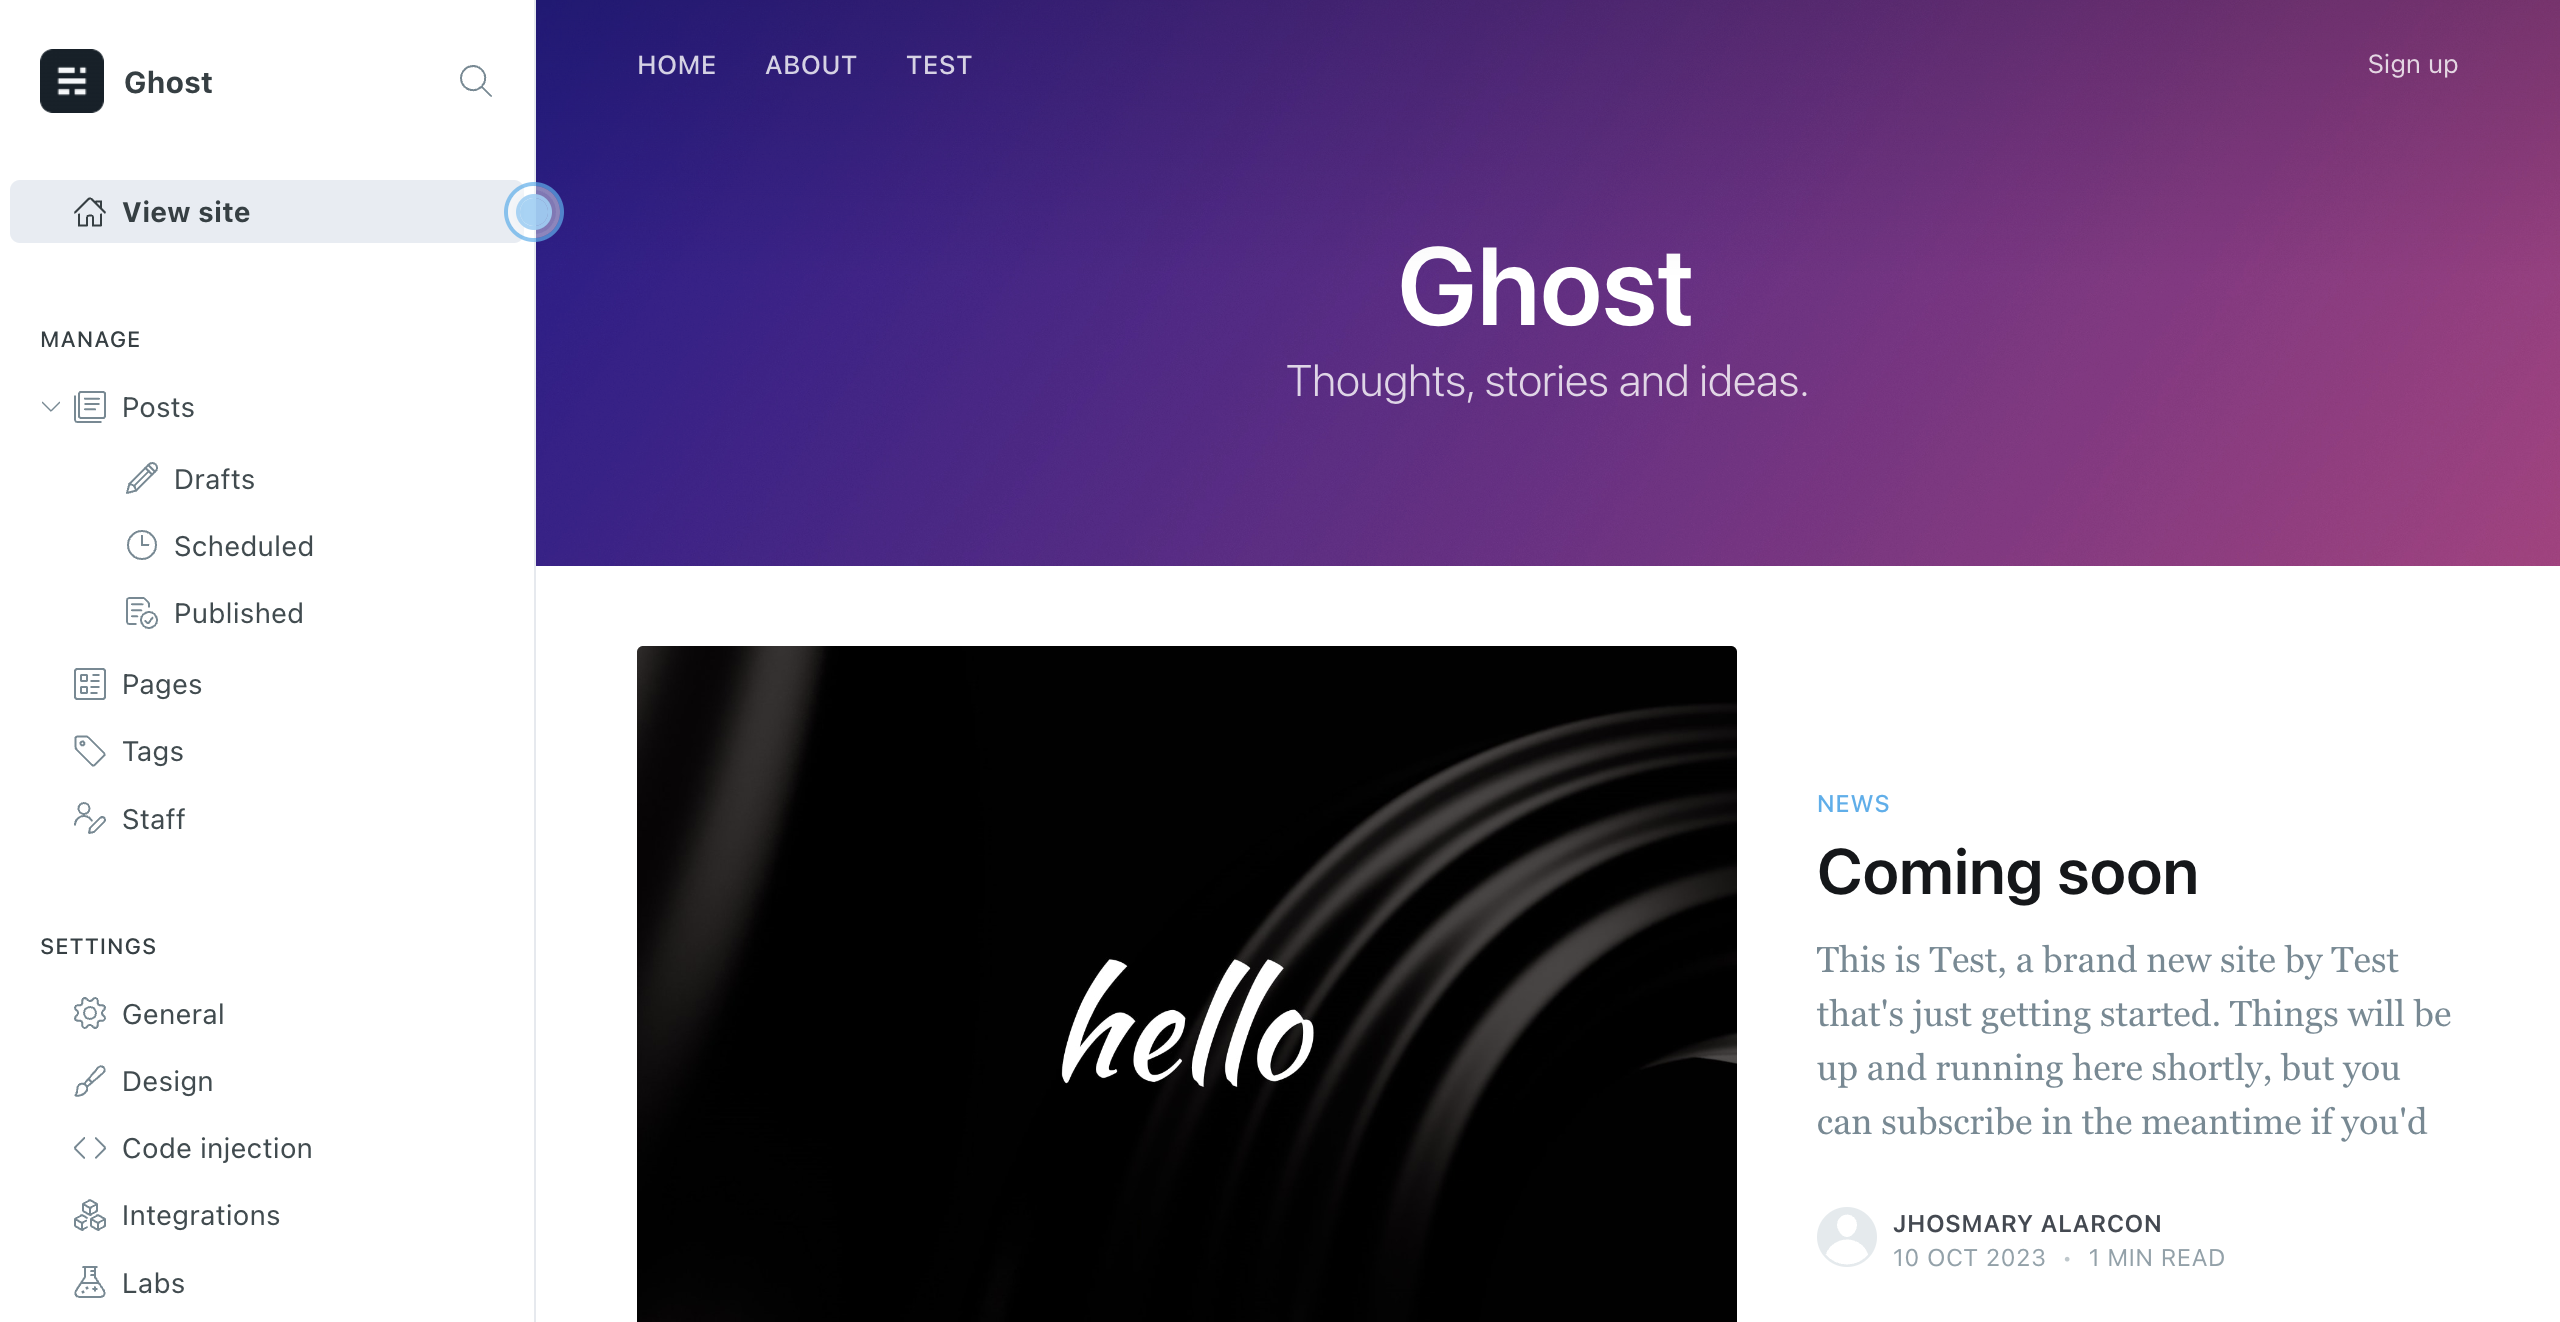 Ghost
View site
MANAGE
Posts
Drafts
Scheduled
Published
Pages
Tags
Staff
SETTINGS
General
Design
Code injection
Integrations
Labs
HOME ABOUT TEST Sign up
Ghost
Thoughts, stories and ideas.
hello
NEWS
Coming soon
This is Test, a brand new site by Test
that's just getting started. Things will be
up and running here shortly, but you
can subscribe in the meantime if you'd
JHOSMARY ALARCON
10 OCT 2023 • 1 MIN READ